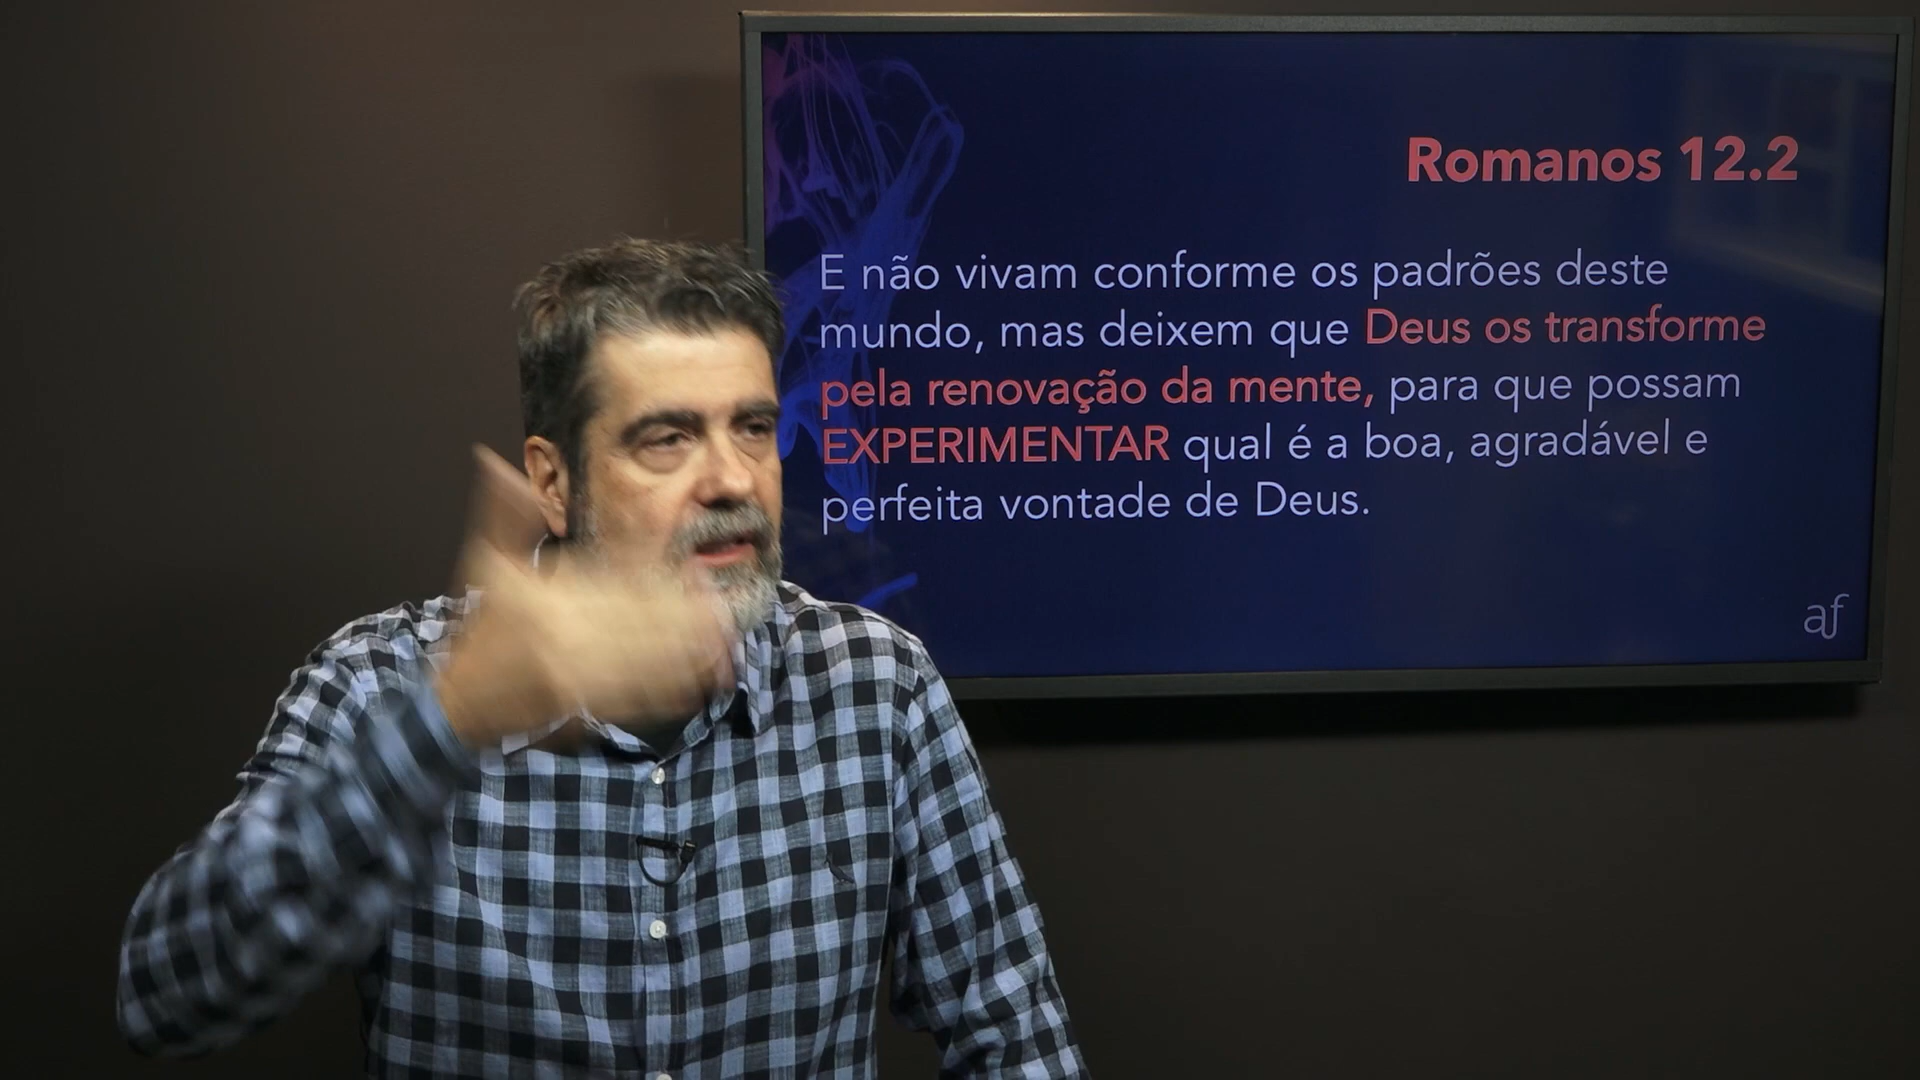 Romanos 12.2
E não vivam conforme os padrões deste
mundo, mas deixem que Deus os transforme
pela renovação da mente, para que possam
EXPERIMENTAR qual é a boa, agradável e
perfeita vontade de Deus.
af